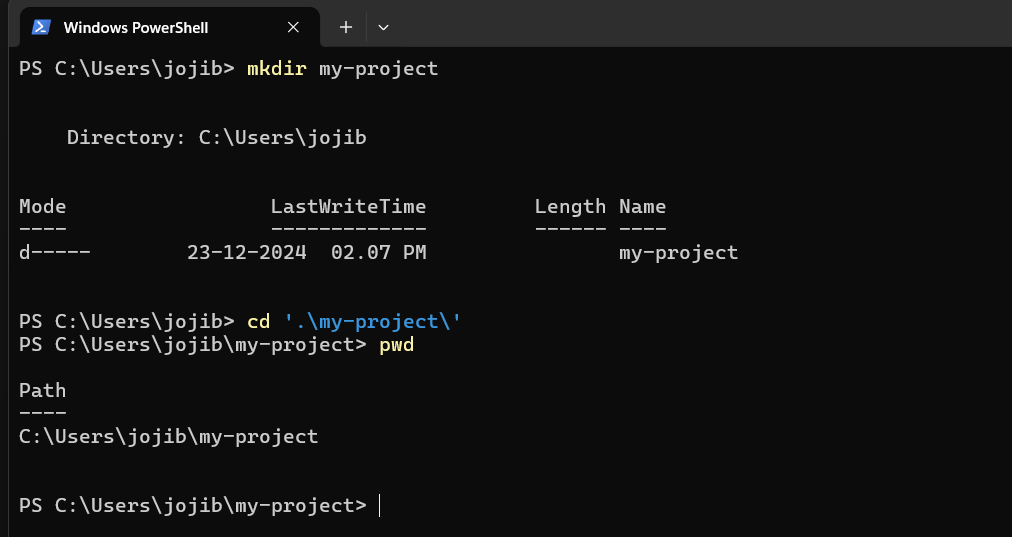 Windows PowerShell
PS C:\Users\jojib> mkdir my-project
Directory: C:\Users\jojib
Mode                 LastWriteTime         Length Name
----                 -------------         ------ ----
d-----        23-12-2024  02.07 PM                my-project
PS C:\Users\jojib> cd '.\my-project\'
PS C:\Users\jojib\my-project> pwd
Path
----
C:\Users\jojib\my-project
PS C:\Users\jojib\my-project>